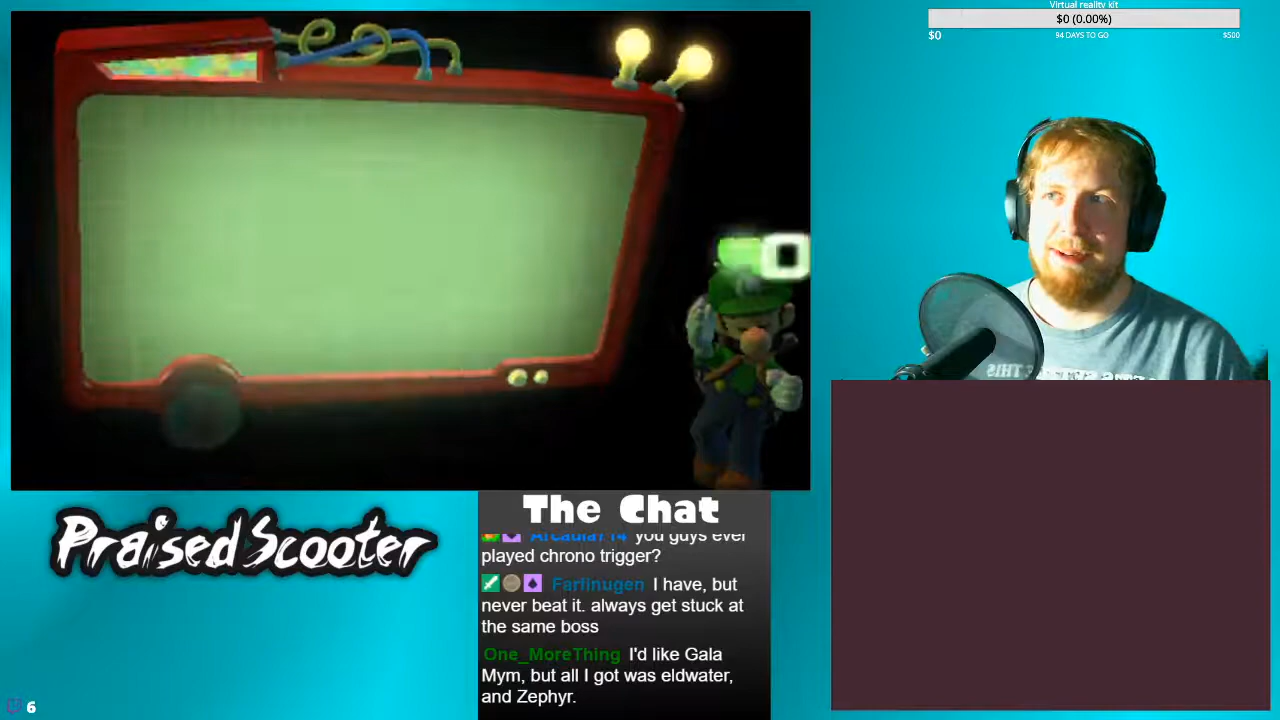 Virtual reality kit
$0 (0.00%)
$0 94 DAYS TO GO $500
PraisedScooter
The Chat
Arcadia714 you guys ever
played chrono trigger?
Farfinugen I have, but
never beat it. always get stuck at
the same boss
One_MoreThing I'd like Gala
Mym, but all I got was eldwater,
and Zephyr.
6